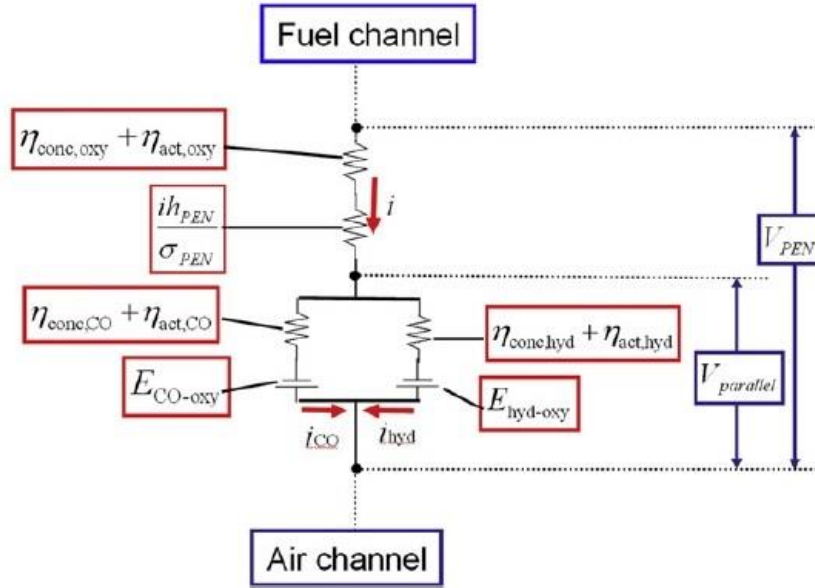 Fuel channel
η_conc,oxy + η_act,oxy
i
ih_PEN
σ_PEN
V_PEN
η_conc,CO + η_act,CO
η_conc,hyd + η_act,hyd
V_parallel
E_CO-oxy
E_hyd-oxy
i_CO
i_hyd
Air channel